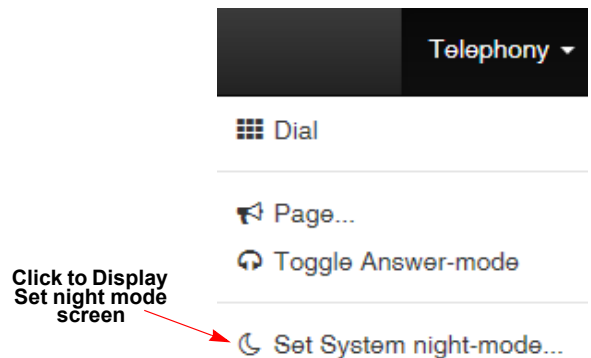 Telephony
Dial
Page...
Toggle Answer-mode
Click to Display
Set night mode
screen
Set System night-mode...